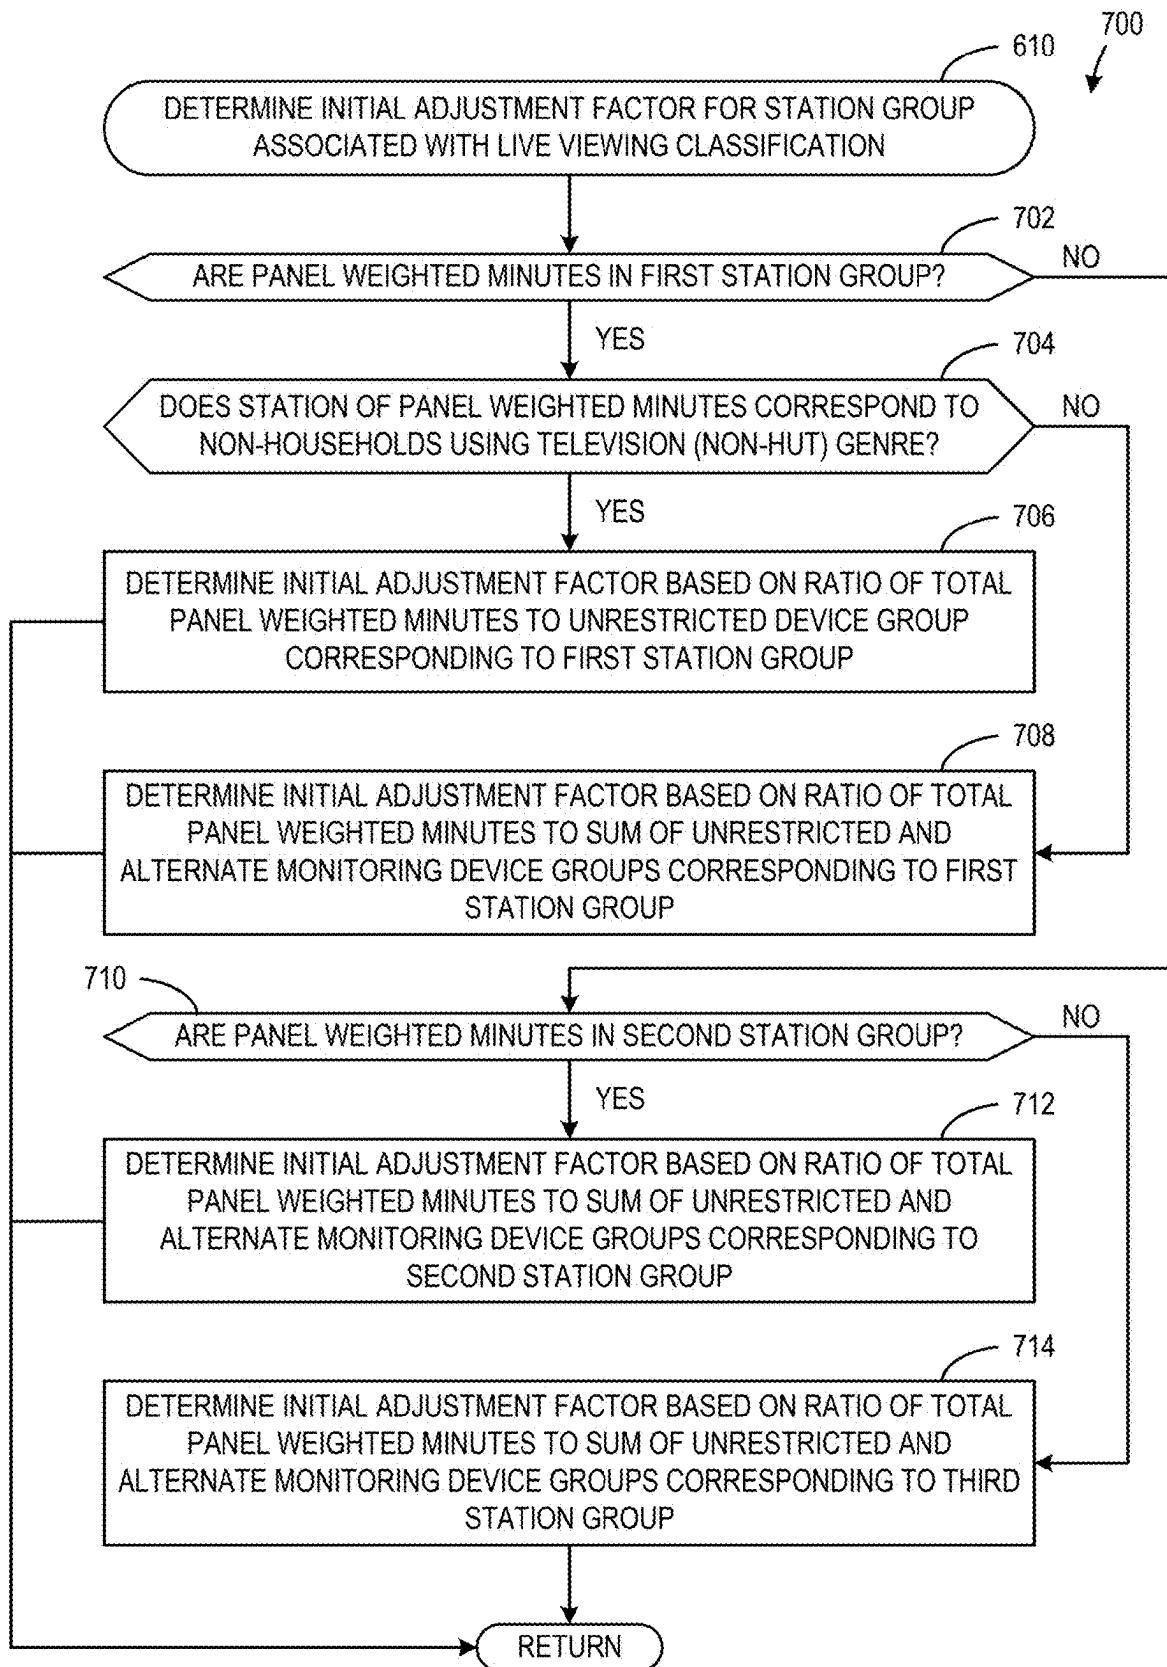 700
610
DETERMINE INITIAL ADJUSTMENT FACTOR FOR STATION GROUP
ASSOCIATED WITH LIVE VIEWING CLASSIFICATION
702
ARE PANEL WEIGHTED MINUTES IN FIRST STATION GROUP?
NO
YES
704
DOES STATION OF PANEL WEIGHTED MINUTES CORRESPOND TO
NON-HOUSEHOLDS USING TELEVISION (NON-HUT) GENRE?
NO
YES
706
DETERMINE INITIAL ADJUSTMENT FACTOR BASED ON RATIO OF TOTAL
PANEL WEIGHTED MINUTES TO UNRESTRICTED DEVICE GROUP
CORRESPONDING TO FIRST STATION GROUP
708
DETERMINE INITIAL ADJUSTMENT FACTOR BASED ON RATIO OF TOTAL
PANEL WEIGHTED MINUTES TO SUM OF UNRESTRICTED AND
ALTERNATE MONITORING DEVICE GROUPS CORRESPONDING TO FIRST
STATION GROUP
710
ARE PANEL WEIGHTED MINUTES IN SECOND STATION GROUP?
NO
YES
712
DETERMINE INITIAL ADJUSTMENT FACTOR BASED ON RATIO OF TOTAL
PANEL WEIGHTED MINUTES TO SUM OF UNRESTRICTED AND
ALTERNATE MONITORING DEVICE GROUPS CORRESPONDING TO
SECOND STATION GROUP
714
DETERMINE INITIAL ADJUSTMENT FACTOR BASED ON RATIO OF TOTAL
PANEL WEIGHTED MINUTES TO SUM OF UNRESTRICTED AND
ALTERNATE MONITORING DEVICE GROUPS CORRESPONDING TO THIRD
STATION GROUP
RETURN